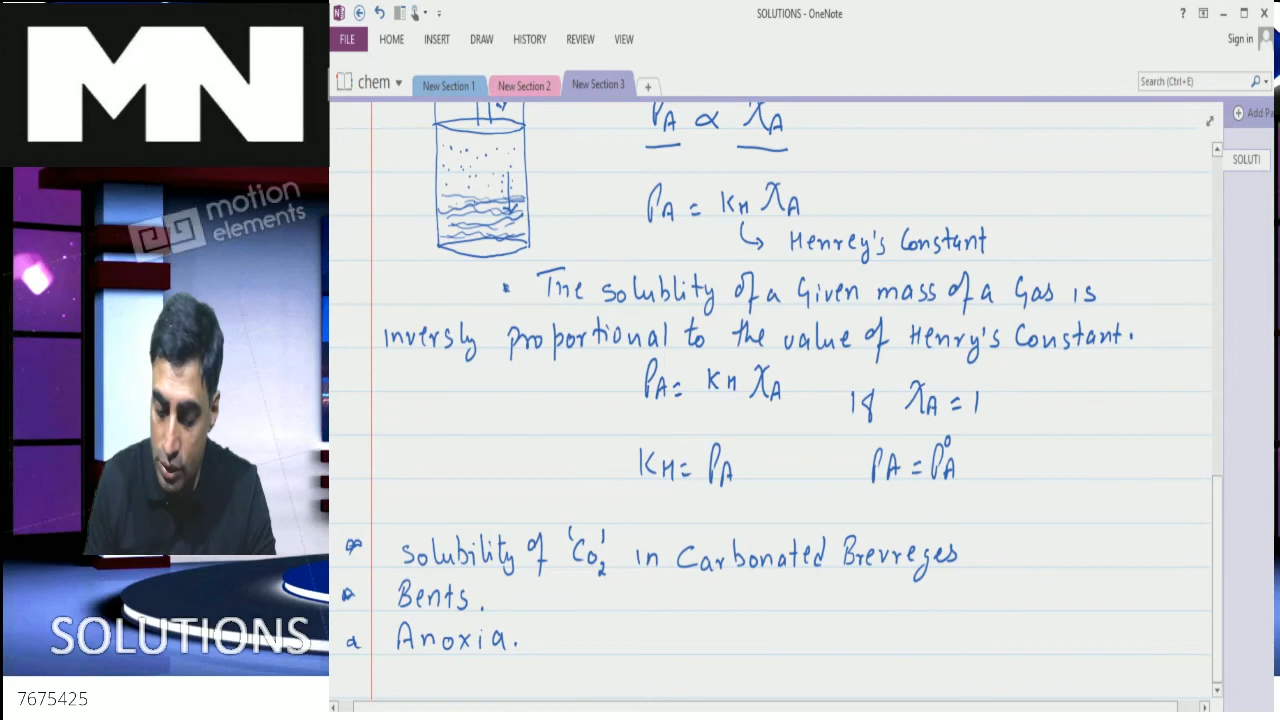 MN
motion
elements
SOLUTIONS
7675425
SOLUTIONS - OneNote
FILE HOME INSERT DRAW HISTORY REVIEW VIEW
Sign in
chem New Section 1 New Section 2 New Section 3 +
Search (Ctrl+E)
Add Pa
SOLUTI
PA ∝ XA
PA = KH XA
↳ Henrey's Constant
• The solublity of a Given mass of a Gas is
inversly proportional to the value of Henry's Constant.
PA = KH XA
If XA = 1
KH = PA
PA = P⁰A
Solubility of 'CO₂' in Carbonated Brevreges
Bents.
Anoxia.